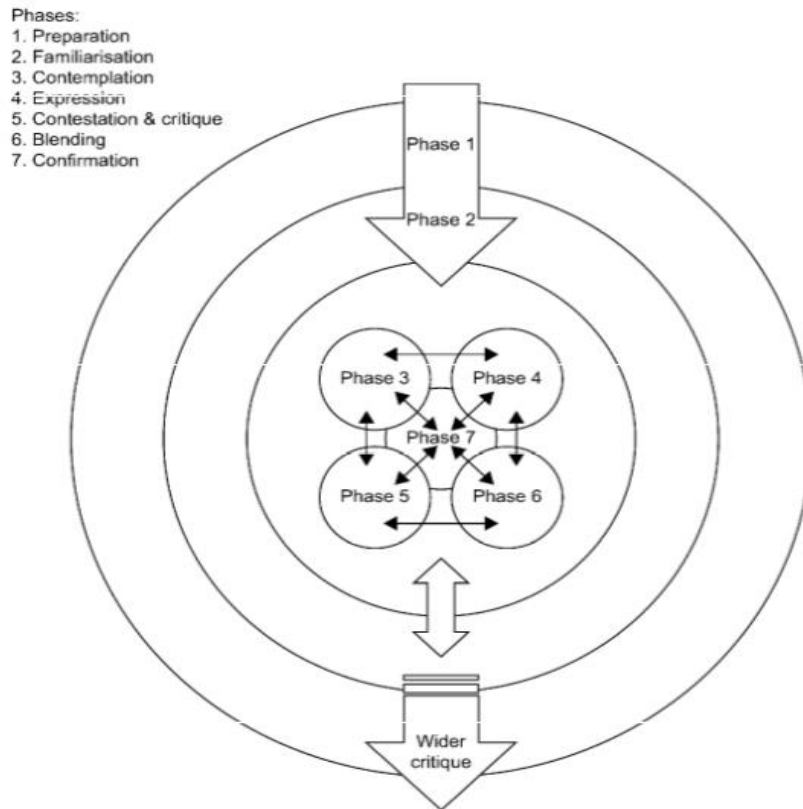 Phases:
1. Preparation
2. Familiarisation
3. Contemplation
4. Expression
5. Contestation & critique
6. Blending
7. Confirmation
Phase 1
Phase 2
Phase 3
Phase 4
Phase 7
Phase 5
Phase 6
Wider
critique